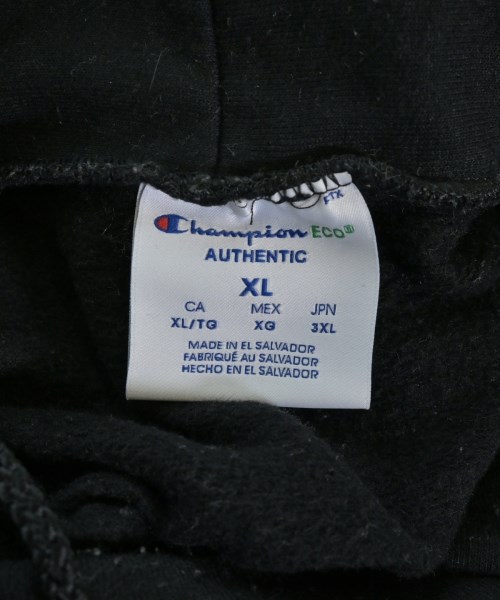 FTX
Champion ECO®
AUTHENTIC
XL
CA MEX JPN
XL/TG XG 3XL
MADE IN EL SALVADOR
FABRIQUÉ AU SALVADOR
HECHO EN EL SALVADOR